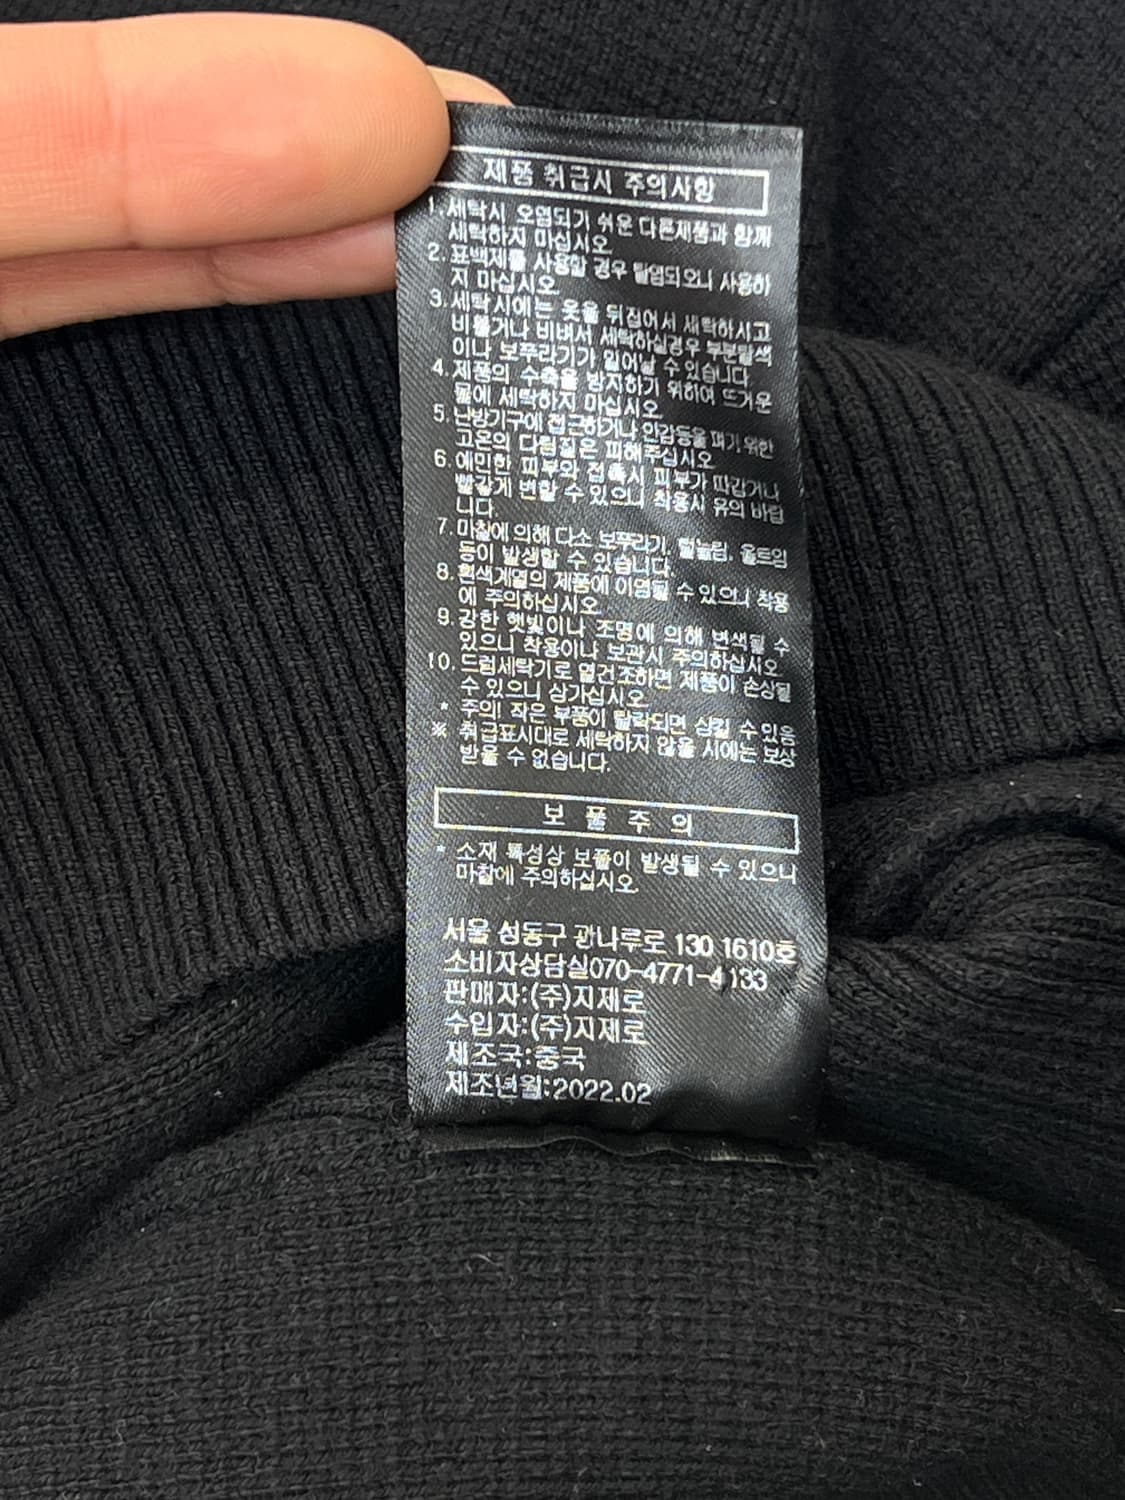 제품 취급시 주의사항
1. 세탁시 오염되기 쉬운 다른제품과 함께
세탁하지 마십시오.
2. 표백제를 사용할 경우 탈염되오니 사용하
지 마십시오.
3. 세탁시에는 옷을 뒤집어서 세탁하시고
비틀거나 비벼서 세탁하실경우 부분탈색
이나 보푸라기가 일어날 수 있습니다.
4. 제품의 수축을 방지하기 위하여 뜨거운
물에 세탁하지 마십시오.
5. 난방기구에 접근하거나 인감등을 펴기 위한
고온의 다림질은 피해주십시오.
6. 예민한 피부와 접촉시 피부가 따갑거나
빨갛게 변할 수 있으니 착용시 유의 바랍
니다.
7. 마찰에 의해 다소 보푸라기, 털눌림, 올트임
등이 발생할 수 있습니다.
8. 흰색계열의 제품에 이염될 수 있으니 착용
에 주의하십시오.
9. 강한 햇빛이나 조명에 의해 변색될 수
있으니 착용이나 보관시 주의하십시오.
10. 드럼세탁기로 열건조하면 제품이 손상될
수 있으니 삼가십시오.
* 주의! 작은 부품이 탈락되면 삼킬 수 있음
※ 취급표시대로 세탁하지 않을 시에는 보상
받을 수 없습니다.
보 풀 주 의
* 소재 특성상 보풀이 발생될 수 있으니
마찰에 주의하십시오.
서울 성동구 광나루로 130 1610호
소비자상담실070-4771-4133
판매자:(주)지제로
수입자:(주)지제로
제조국:중국
제조년월:2022.02